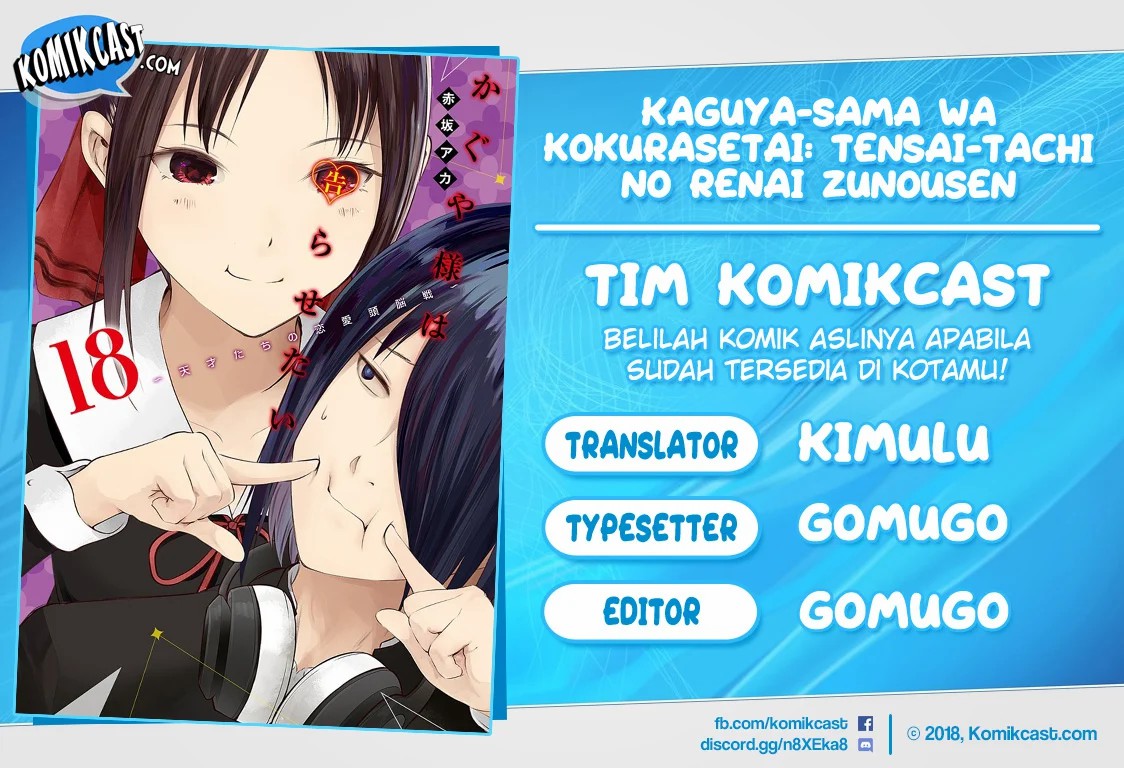 KOMIKCAST.COM
かぐや様は
告らせたい
赤坂アカ
～天才たちの恋愛頭脳戦～
18
KAGUYA-SAMA WA
KOKURASETAI: TENSAI-TACHI
NO RENAI ZUNOUSEN
TIM KOMIKCAST
BELILAH KOMIK ASLINYA APABILA
SUDAH TERSEDIA DI KOTAMU!
TRANSLATOR KIMULU
TYPESETTER GOMUGO
EDITOR GOMUGO
fb.com/komikcast
discord.gg/n8XEka8
© 2018, Komikcast.com